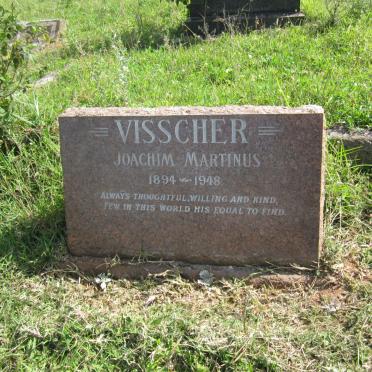 VISSCHER
JOACHIM MARTINUS
1894 - 1948
ALWAYS THOUGHTFUL, WILLING AND KIND,
FEW IN THIS WORLD HIS EQUAL TO FIND.